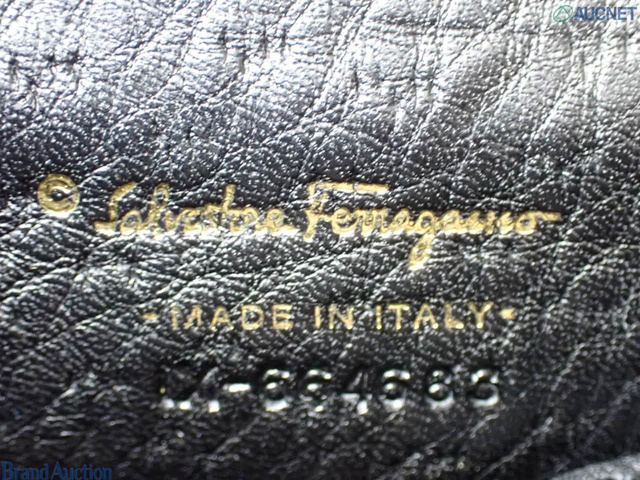 AUCNET
© Salvatore Ferragamo
-MADE IN ITALY-
Brand Auction